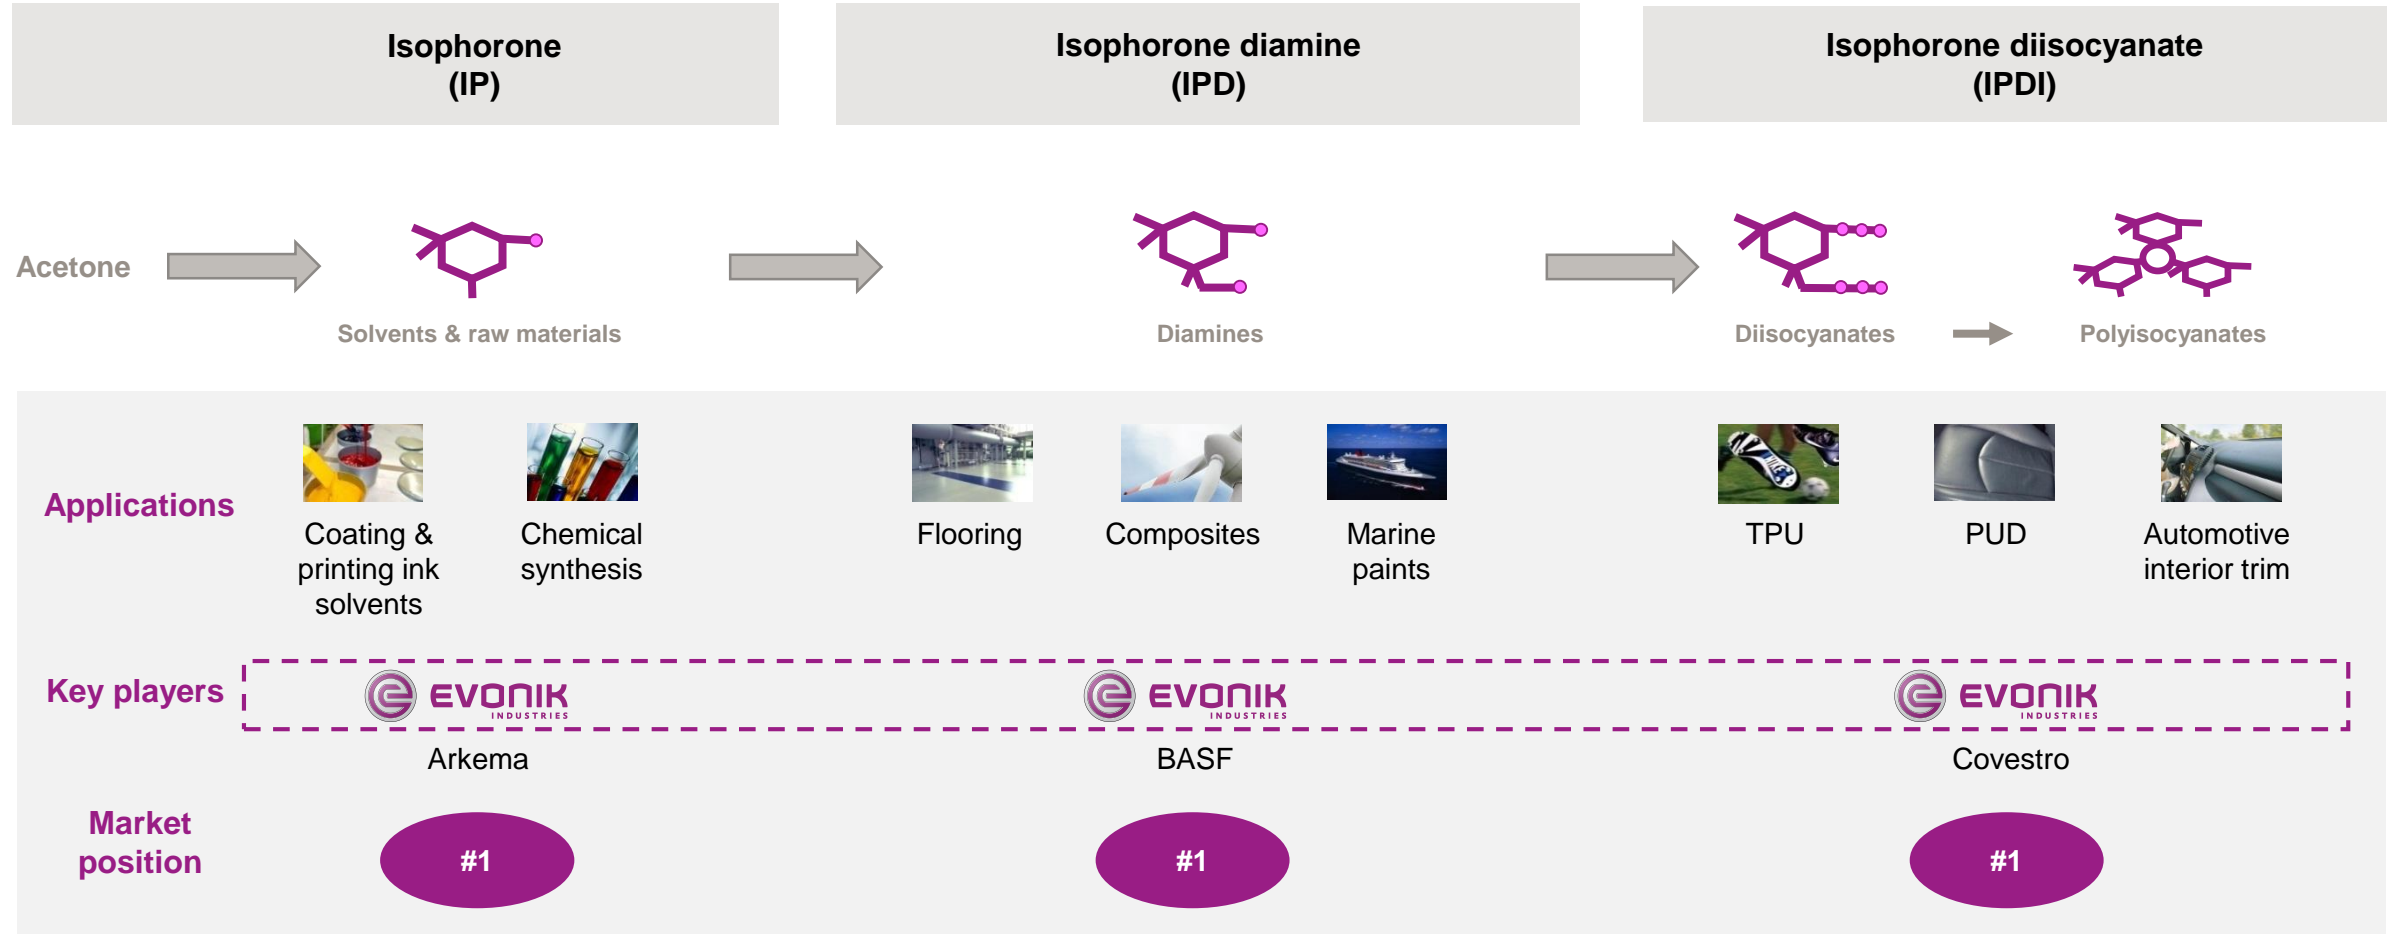 Isophorone
(IP)
Isophorone diamine
(IPD)
Isophorone diisocyanate
(IPDI)
Acetone
Solvents & raw materials
Diamines
Diisocyanates
Polyisocyanates
Applications
Coating &
printing ink
solvents
Chemical
synthesis
Flooring
Composites
Marine
paints
TPU
PUD
Automotive
interior trim
Key players
EVONIK
INDUSTRIES
EVONIK
INDUSTRIES
EVONIK
INDUSTRIES
Arkema
BASF
Covestro
Market
position
#1
#1
#1